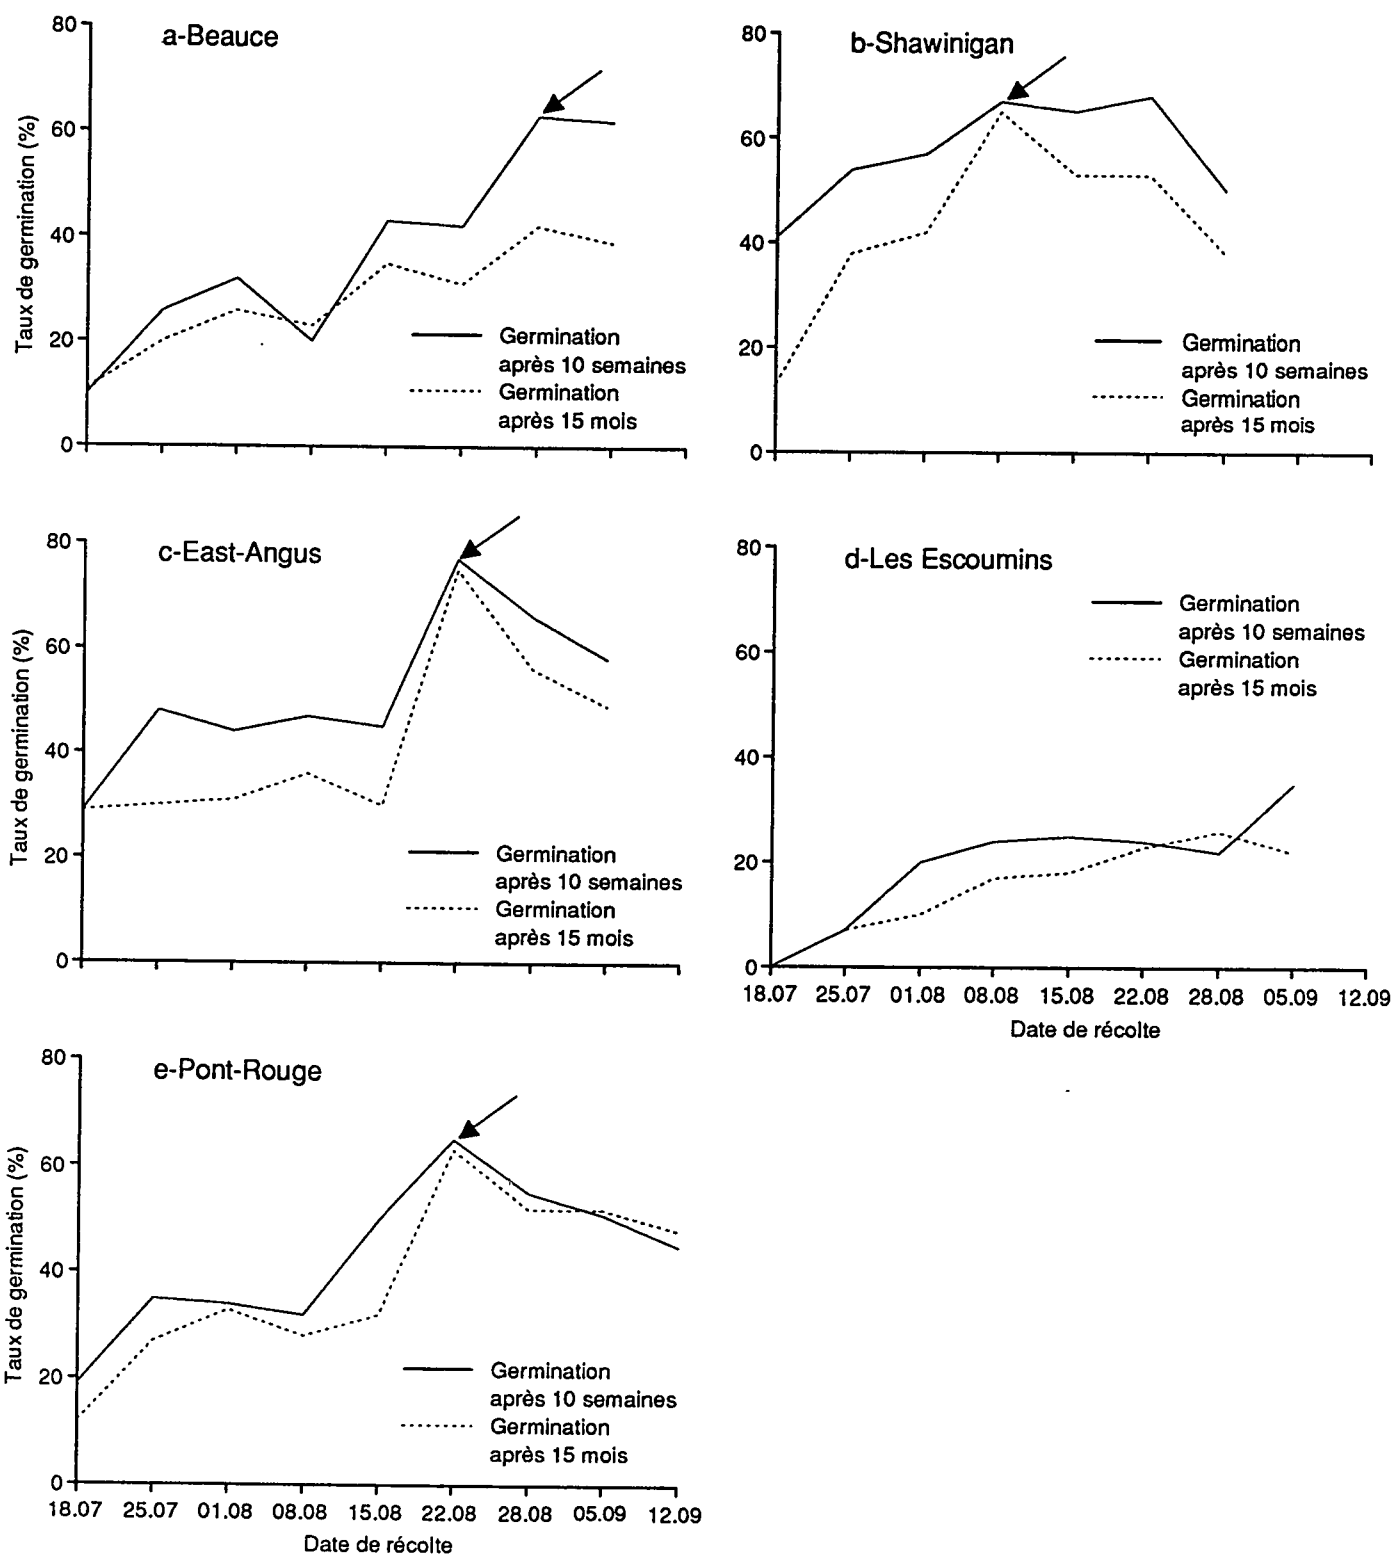 a-Beauce
Taux de germination (%)
80
60
40
20
0
Germination
après 10 semaines
Germination
après 15 mois
b-Shawinigan
80
60
40
20
0
Germination
après 10 semaines
Germination
après 15 mois
c-East-Angus
Taux de germination (%)
80
60
40
20
0
Germination
après 10 semaines
Germination
après 15 mois
d-Les Escoumins
80
60
40
20
0
Germination
après 10 semaines
Germination
après 15 mois
18.07 25.07 01.08 08.08 15.08 22.08 28.08 05.09 12.09
Date de récolte
e-Pont-Rouge
Taux de germination (%)
80
60
40
20
0
Germination
après 10 semaines
Germination
après 15 mois
18.07 25.07 01.08 08.08 15.08 22.08 28.08 05.09 12.09
Date de récolte